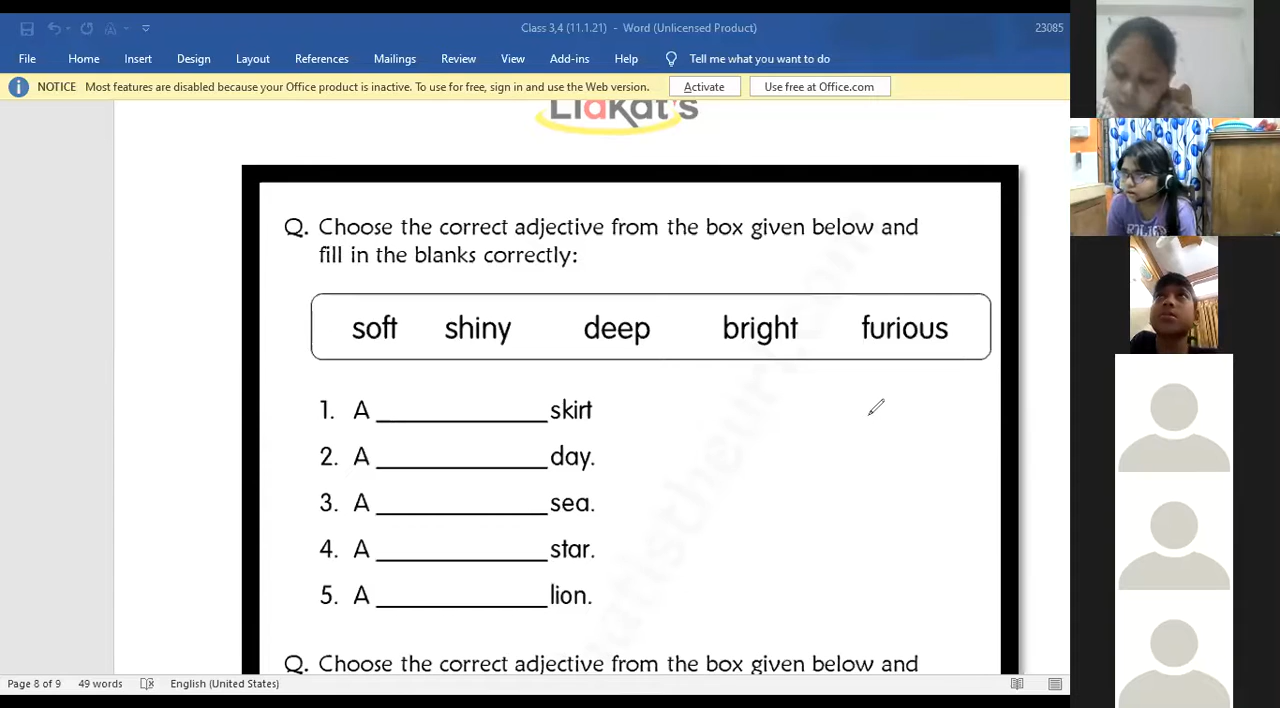 Class 3,4 (11.1.21) - Word (Unlicensed Product)
23085
File Home Insert Design Layout References Mailings Review View Add-ins Help Tell me what you want to do
NOTICE Most features are disabled because your Office product is inactive. To use for free, sign in and use the Web version. Activate Use free at Office.com
Liakat's
Q. Choose the correct adjective from the box given below and
fill in the blanks correctly:
soft shiny deep bright furious
1. A ____________ skirt
2. A ____________ day.
3. A ____________ sea.
4. A ____________ star.
5. A ____________ lion.
Q. Choose the correct adjective from the box given below and
Page 8 of 9 49 words English (United States)